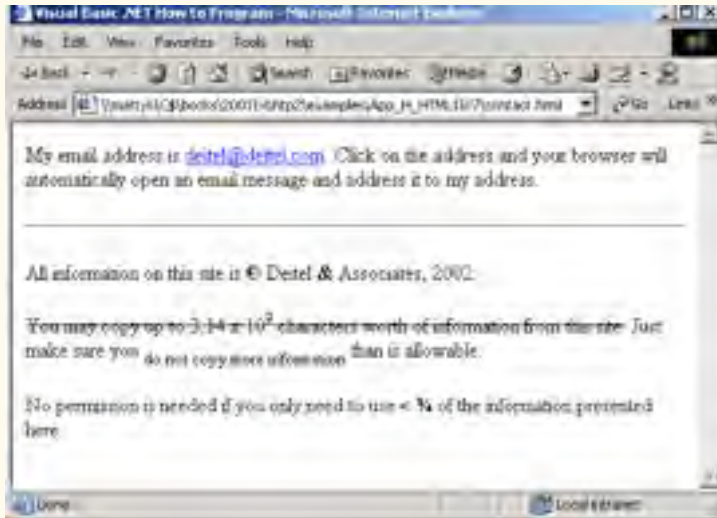 Visual Basic .NET How to Program - Microsoft Internet Explorer
File Edit View Favorites Tools Help
Back Search Favorites Media
Address Go Links »
My email address is deitel@deitel.com. Click on the address and your browser will
automatically open an email message and address it to my address.
All information on this site is © Deitel & Associates, 2002.
You may copy up to 3.14 x 10² characters worth of information from this site. Just
make sure you do not copy more information than is allowable.
No permission is needed if you only need to use < ¼ of the information presented
here.
Done Local intranet